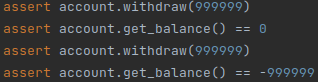 assert account.withdraw(999999)
assert account.get_balance() == 0
assert account.withdraw(999999)
assert account.get_balance() == -999999